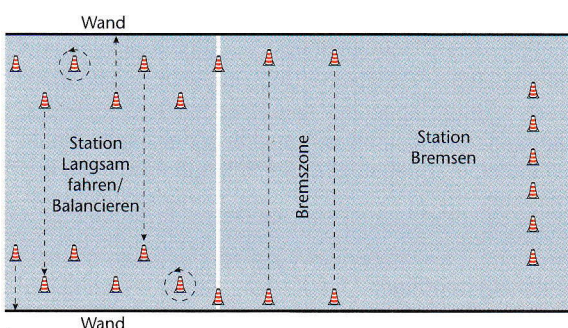 Wand
Station
Langsam
fahren/
Balancieren
Bremszone
Station
Bremsen
Wand